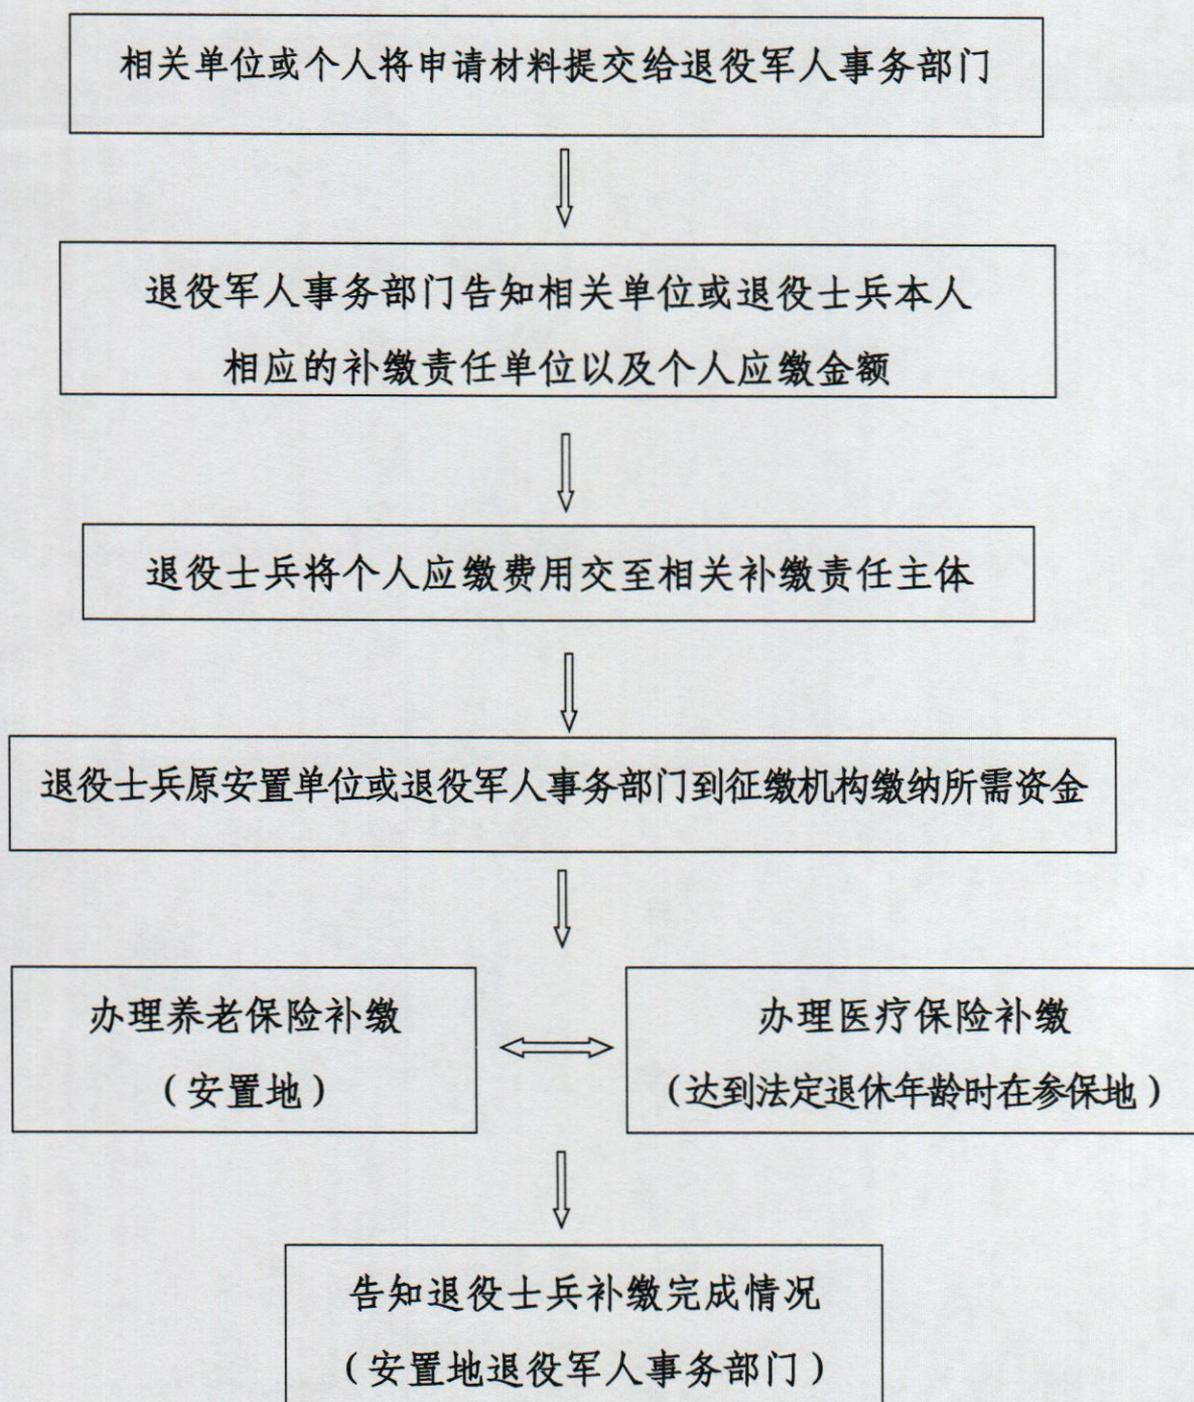 相关单位或个人将申请材料提交给退役军人事务部门
退役军人事务部门告知相关单位或退役士兵本人
相应的补缴责任单位以及个人应缴金额
退役士兵将个人应缴费用交至相关补缴责任主体
退役士兵原安置单位或退役军人事务部门到征缴机构缴纳所需资金
办理养老保险补缴
（安置地）
办理医疗保险补缴
（达到法定退休年龄时在参保地）
告知退役士兵补缴完成情况
（安置地退役军人事务部门）